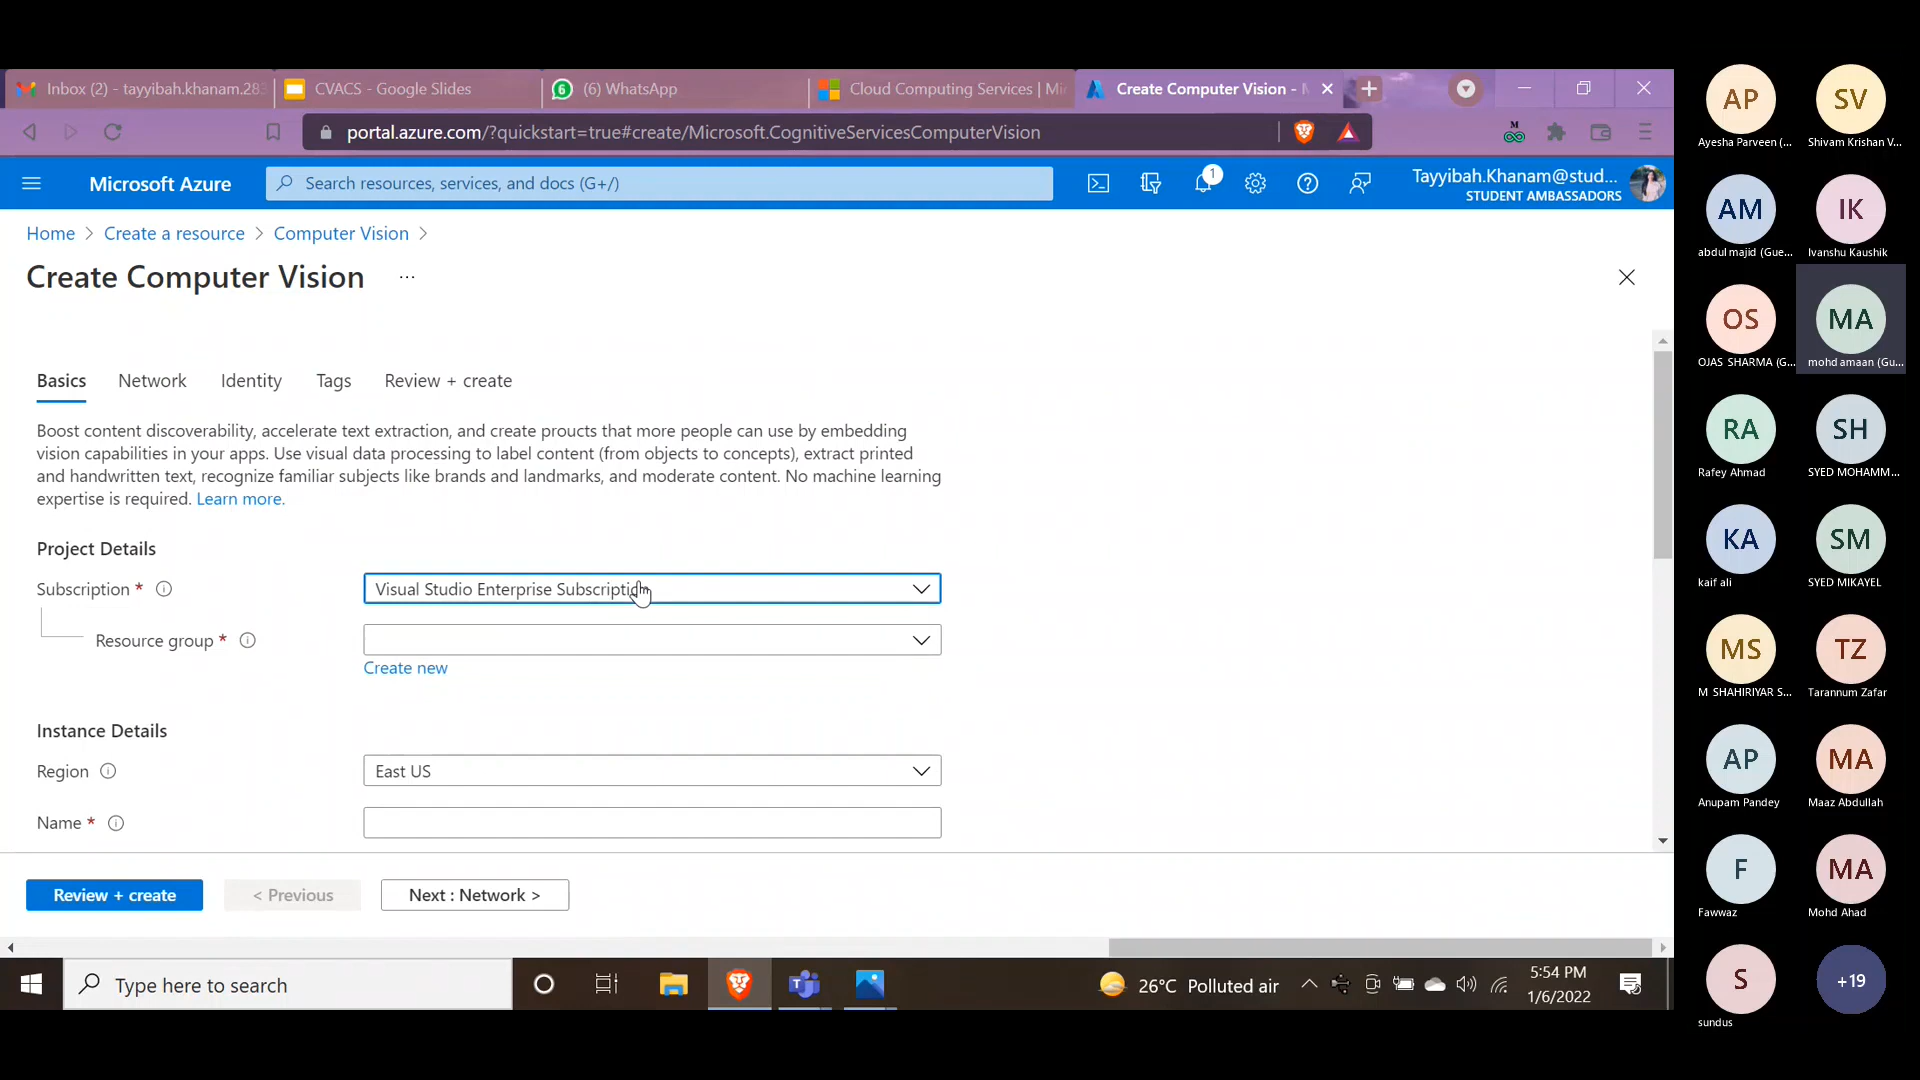 Inbox (2) - tayyibah.khanam.283
CVACS - Google Slides
6
(6) WhatsApp
Cloud Computing Services | Mi
Create Computer Vision - M
portal.azure.com/?quickstart=true#create/Microsoft.CognitiveServicesComputerVision
M
Microsoft Azure
Search resources, services, and docs (G+/)
1
Tayyibah.Khanam@stud...
STUDENT AMBASSADORS
Home > Create a resource > Computer Vision >
Create Computer Vision ...
Basics
Network
Identity
Tags
Review + create
Boost content discoverability, accelerate text extraction, and create proucts that more people can use by embedding
vision capabilities in your apps. Use visual data processing to label content (from objects to concepts), extract printed
and handwritten text, recognize familiar subjects like brands and landmarks, and moderate content. No machine learning
expertise is required. Learn more.
Project Details
Subscription *
Visual Studio Enterprise Subscription
Resource group *
Create new
Instance Details
Region
East US
Name *
Review + create
< Previous
Next : Network >
Type here to search
26°C Polluted air
5:54 PM
1/6/2022
AP
Ayesha Parveen (...
SV
Shivam Krishan V...
AM
abdul majid (Gue...
IK
Ivanshu Kaushik
OS
OJAS SHARMA (G...
MA
mohd amaan (Gu...
RA
Rafey Ahmad
SH
SYED MOHAMM...
KA
kaif ali
SM
SYED MIKAYEL
MS
M SHAHIRIYAR S...
TZ
Tarannum Zafar
AP
Anupam Pandey
MA
Maaz Abdullah
F
Fawwaz
MA
Mohd Ahad
S
sundus
+19